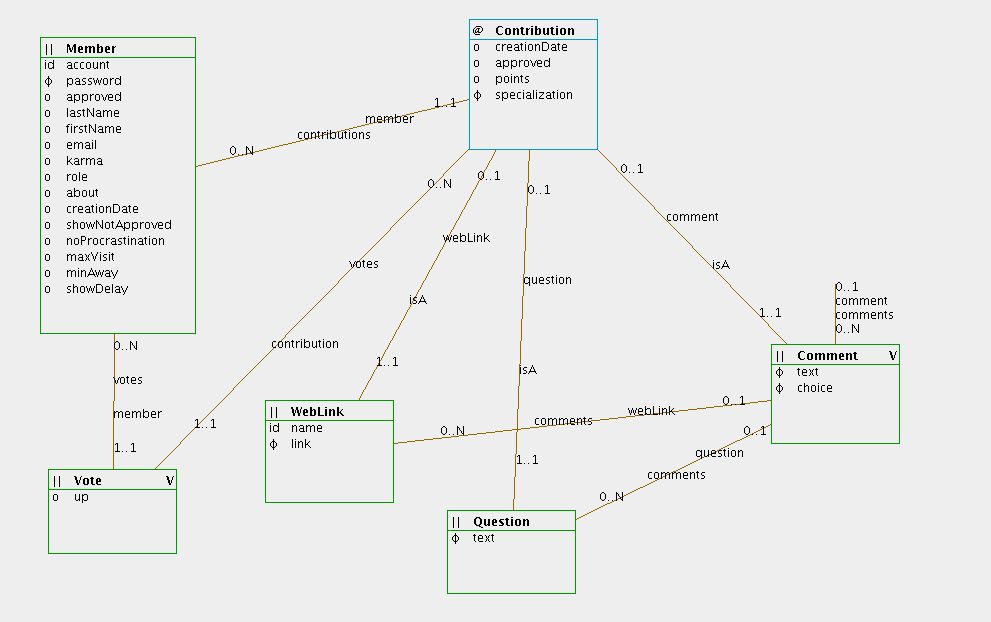 @ Contribution
o creationDate
o approved
o points
ϕ specialization
|| Member
id account
ϕ password
o approved
o lastName
o firstName
o email
o karma
o role
o about
o creationDate
o showNotApproved
o noProcrastination
o maxVisit
o minAway
o showDelay
1..1
member
contributions
0..N
0..N
votes
contribution
1..1
0..1
webLink
isA
1..1
0..1
question
isA
1..1
0..1
comment
isA
1..1
0..1
comment
comments
0..N
0..N
votes
member
1..1
|| Comment V
ϕ text
ϕ choice
|| WebLink
id name
ϕ link
0..1
webLink
comments
0..N
0..1
question
comments
0..N
|| Vote V
o up
|| Question
ϕ text